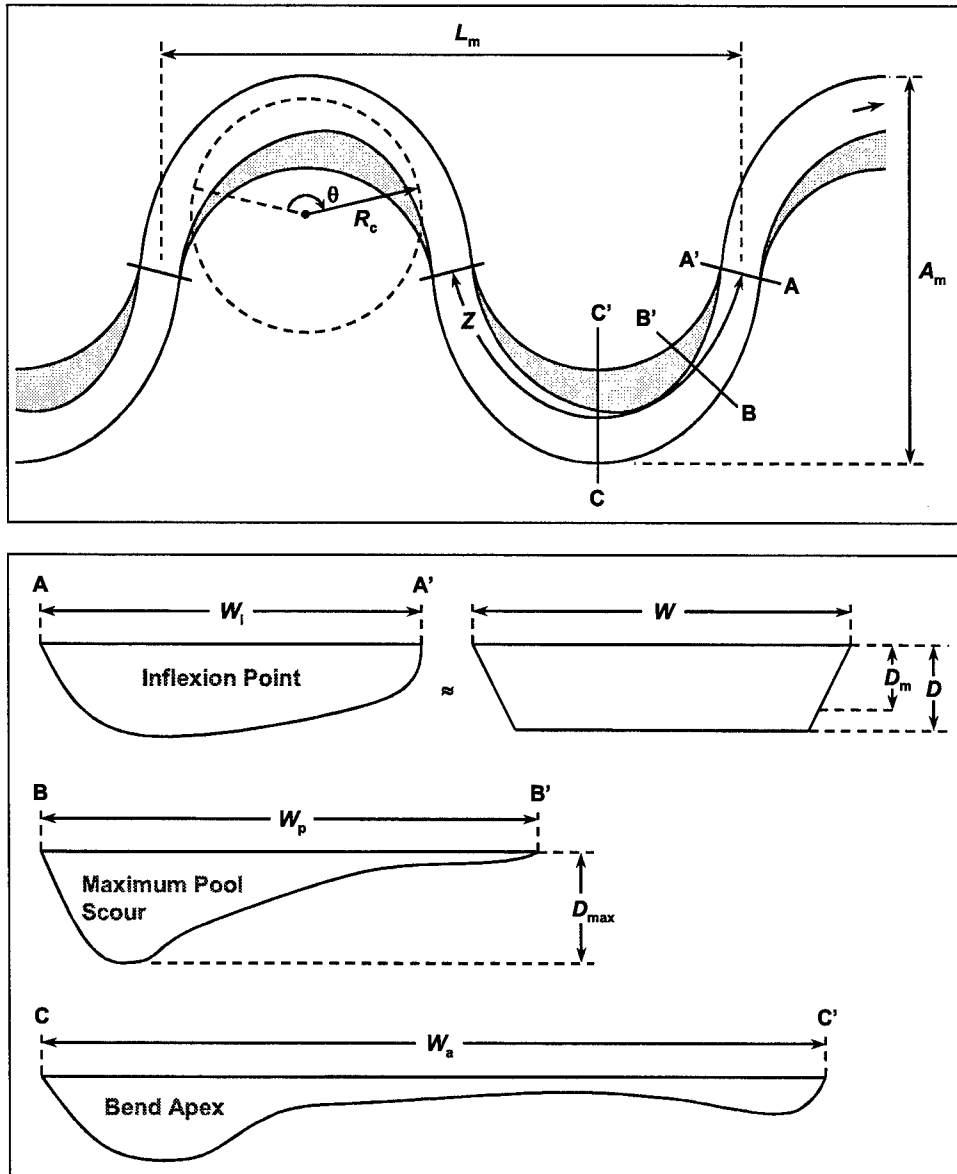 Lm
θ
Rc
Am
A'
A
Z
C'
B'
B
C
A A'
Wi W
Inflexion Point
Dm D
≈
B B'
Wp
Maximum Pool
Scour
Dmax
C C'
Wa
Bend Apex